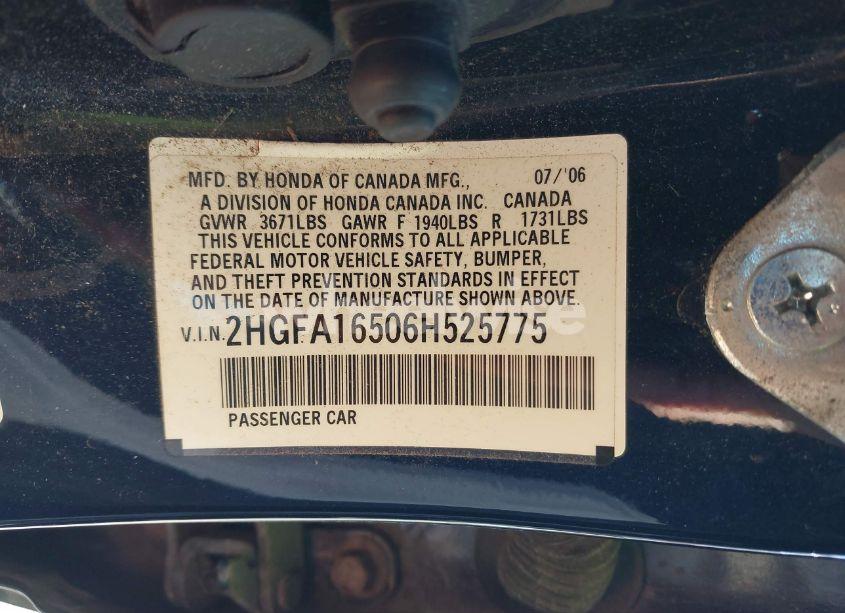 MFD. BY HONDA OF CANADA MFG., 07/'06
A DIVISION OF HONDA CANADA INC. CANADA
GVWR 3671LBS GAWR F 1940LBS R 1731LBS
THIS VEHICLE CONFORMS TO ALL APPLICABLE
FEDERAL MOTOR VEHICLE SAFETY, BUMPER,
AND THEFT PREVENTION STANDARDS IN EFFECT
ON THE DATE OF MANUFACTURE SHOWN ABOVE.
V.I.N. 2HGFA16506H525775
PASSENGER CAR